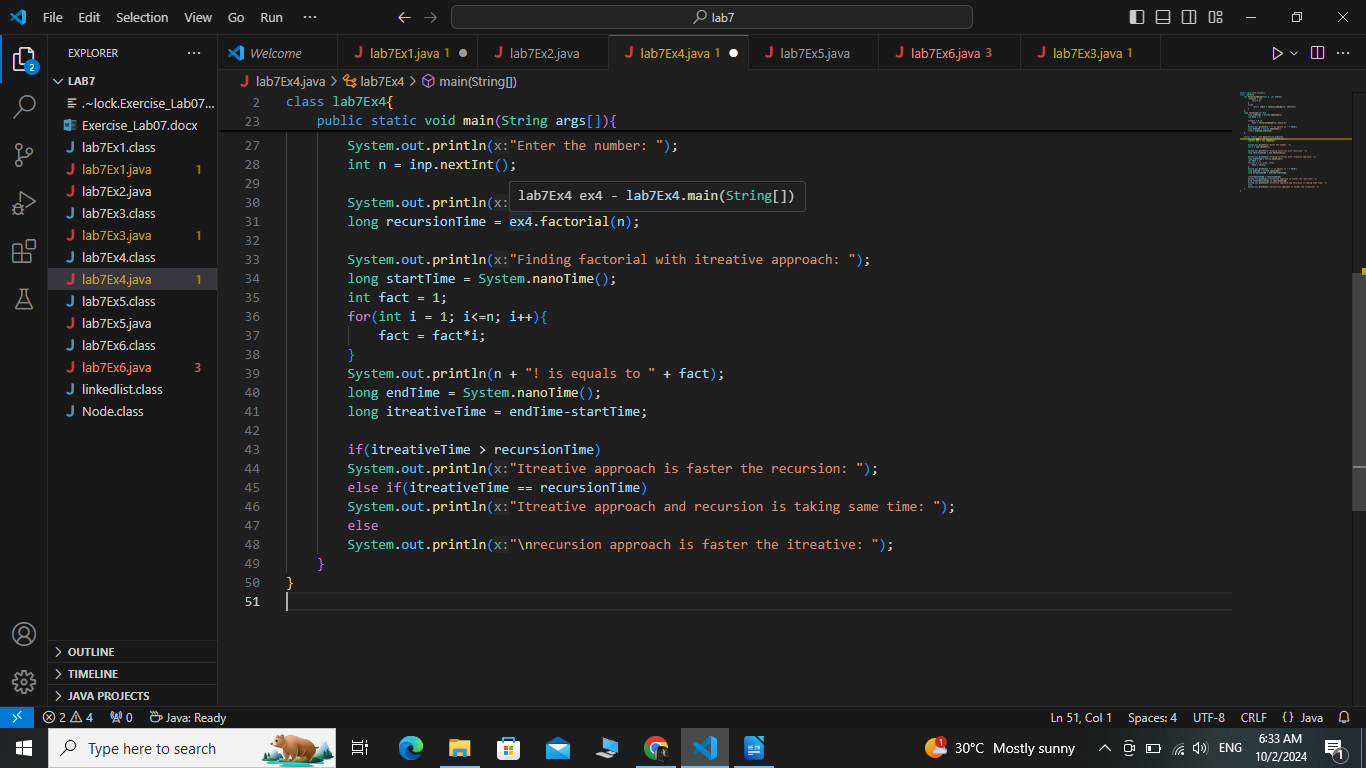 File Edit Selection View Go Run ··· lab7
EXPLORER ···
LAB7
.~lock.Exercise_Lab07...
Exercise_Lab07.docx
lab7Ex1.class
lab7Ex1.java 1
lab7Ex2.java
lab7Ex3.class
lab7Ex3.java 1
lab7Ex4.class
lab7Ex4.java 1
lab7Ex5.class
lab7Ex5.java
lab7Ex6.class
lab7Ex6.java 3
linkedlist.class
Node.class
OUTLINE
TIMELINE
JAVA PROJECTS
2
Welcome lab7Ex1.java 1 lab7Ex2.java lab7Ex4.java 1 lab7Ex5.java lab7Ex6.java 3 lab7Ex3.java 1
lab7Ex4.java > lab7Ex4 > main(String[])
2 class lab7Ex4{
23 public static void main(String args[]){
27 System.out.println(x:"Enter the number: ");
28 int n = inp.nextInt();
29
lab7Ex4 ex4 - lab7Ex4.main(String[])
30 System.out.println(x:
31 long recursionTime = ex4.factorial(n);
32
33 System.out.println(x:"Finding factorial with itreative approach: ");
34 long startTime = System.nanoTime();
35 int fact = 1;
36 for(int i = 1; i<=n; i++){
37 fact = fact*i;
38 }
39 System.out.println(n + "! is equals to " + fact);
40 long endTime = System.nanoTime();
41 long itreativeTime = endTime-startTime;
42
43 if(itreativeTime > recursionTime)
44 System.out.println(x:"Itreative approach is faster the recursion: ");
45 else if(itreativeTime == recursionTime)
46 System.out.println(x:"Itreative approach and recursion is taking same time: ");
47 else
48 System.out.println(x:"\nrecursion approach is faster the itreative: ");
49 }
50 }
51
2 4 0 Java: Ready Ln 51, Col 1 Spaces: 4 UTF-8 CRLF {} Java
Type here to search 1 30°C Mostly sunny ENG 6:33 AM 1
10/2/2024